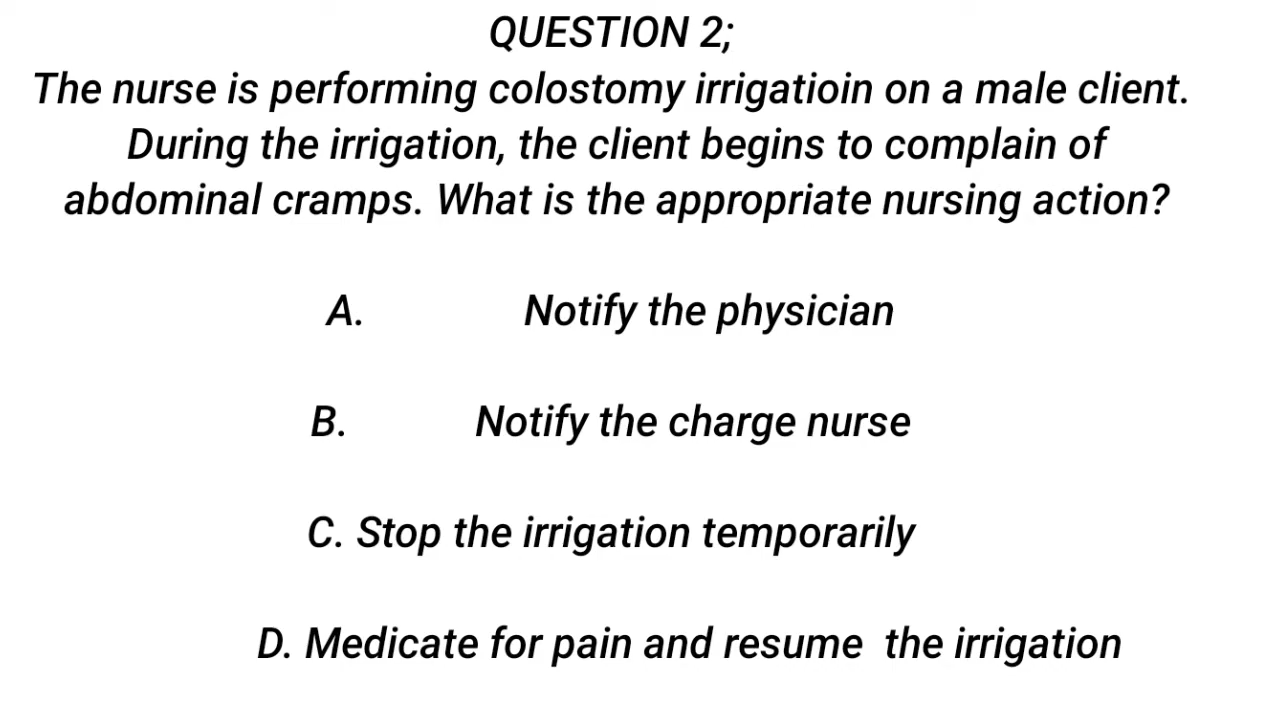 QUESTION 2;
The nurse is performing colostomy irrigatioin on a male client.
During the irrigation, the client begins to complain of
abdominal cramps. What is the appropriate nursing action?
A. Notify the physician
B. Notify the charge nurse
C. Stop the irrigation temporarily
D. Medicate for pain and resume the irrigation